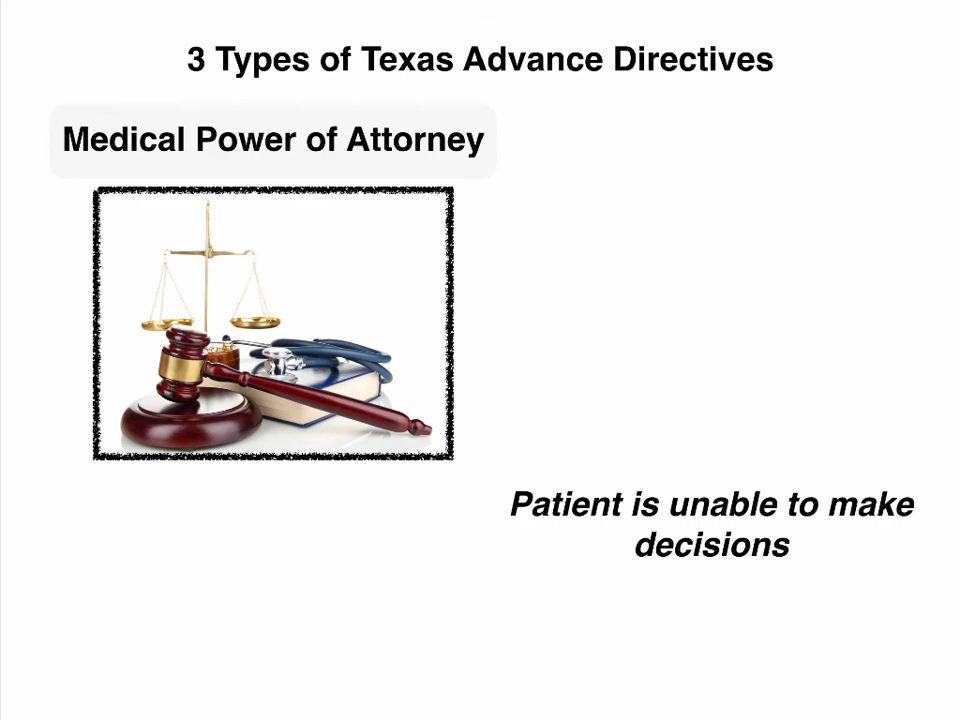 3 Types of Texas Advance Directives
Medical Power of Attorney
Patient is unable to make
decisions